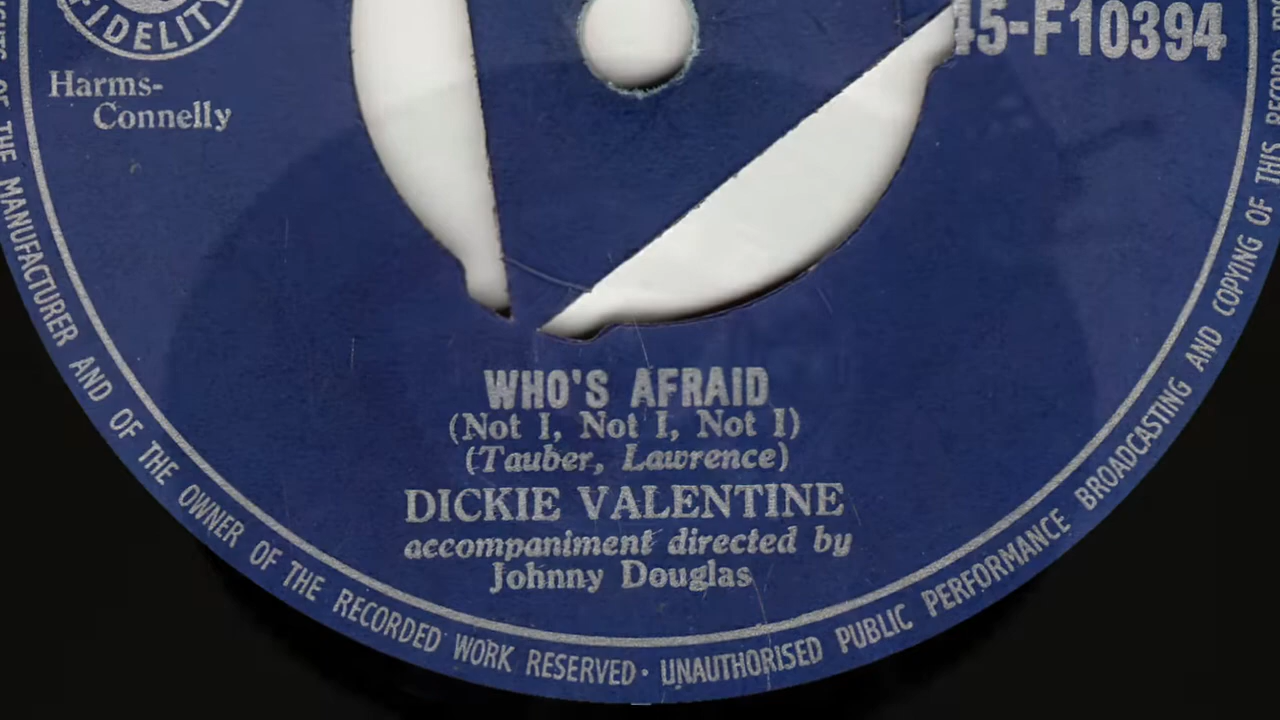 FIDELITY
45-F10394
Harms-
Connelly
WHO'S AFRAID
(Not I, Not I, Not I)
(Tauber, Lawrence)
DICKIE VALENTINE
accompaniment directed by
Johnny Douglas
OF THE MANUFACTURER AND OF THE OWNER OF THE RECORDED WORK RESERVED · UNAUTHORISED PUBLIC PERFORMANCE BROADCASTING AND COPYING OF THIS RECORD